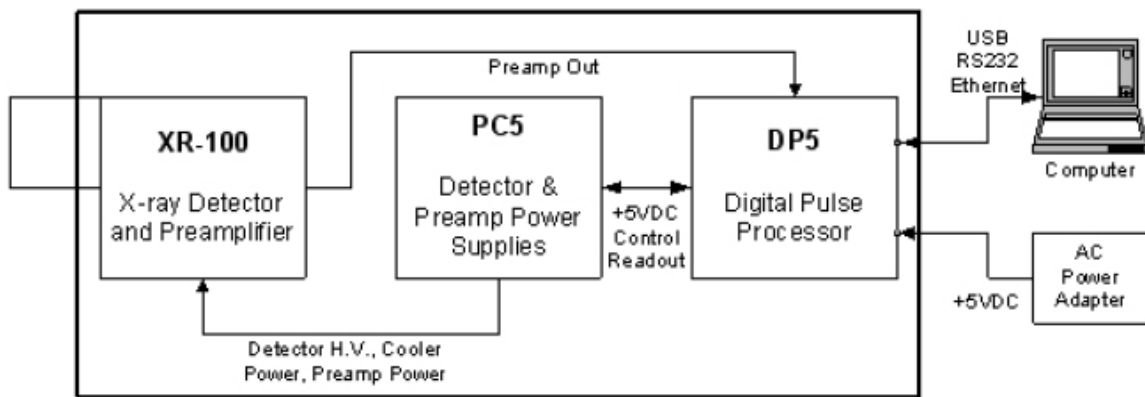 Preamp Out
XR-100
X-ray Detector
and Preamplifier
PC5
Detector &
Preamp Power
Supplies
+5VDC
Control
Readout
DP5
Digital Pulse
Processor
Detector H.V., Cooler
Power, Preamp Power
USB
RS232
Ethernet
Computer
+5VDC
AC
Power
Adapter